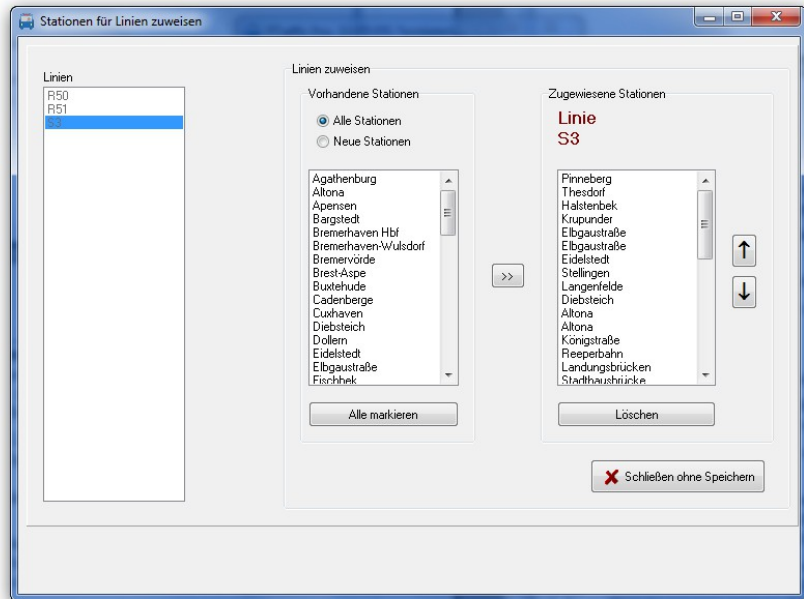 Stationen für Linien zuweisen
Linien
R50
R51
S3
Linien zuweisen
Vorhandene Stationen
Alle Stationen
Neue Stationen
Agathenburg
Altona
Apensen
Bargstedt
Bremerhaven Hbf
Bremerhaven-Wulsdorf
Bremervörde
Brest-Aspe
Buxtehude
Cadenberge
Cuxhaven
Diebsteich
Dollern
Eidelstedt
Elbgaustraße
Fischbek
Alle markieren
>>
Zugewiesene Stationen
Linie
S3
Pinneberg
Thesdorf
Halstenbek
Krupunder
Elbgaustraße
Elbgaustraße
Eidelstedt
Stellingen
Langenfelde
Diebsteich
Altona
Altona
Königstraße
Reeperbahn
Landungsbrücken
Stadthausbrücke
Löschen
Schließen ohne Speichern